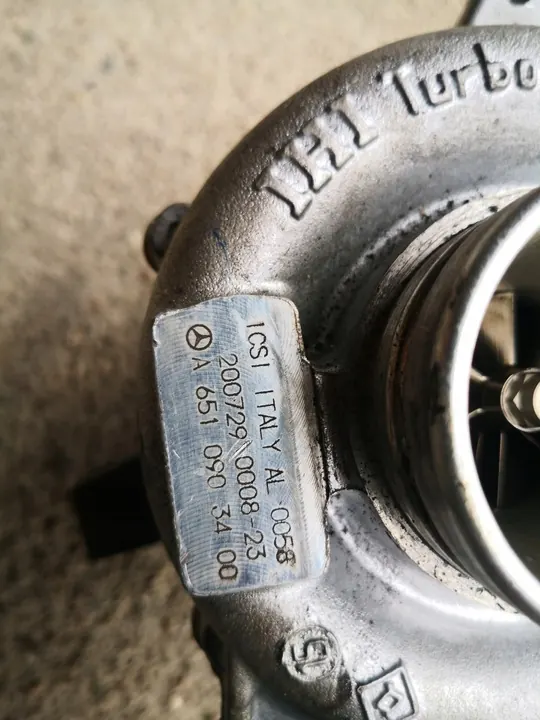 IHI Turbo
ICSI ITALY AL 0058
200729 0008-23
A 651 090 34 00